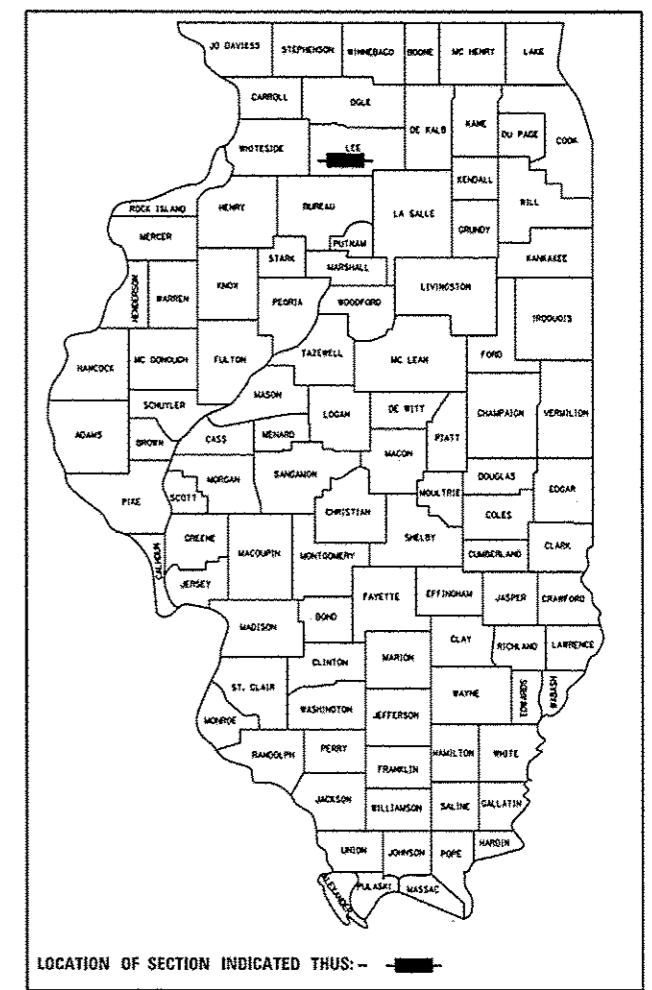 JO DAVIESS STEPHENSON WINNEBAGO BOONE MC HENRY LAKE
CARROLL OGLE DE KALB KANE DU PAGE COOK
WHITESIDE LEE
KENDALL WILL
ROCK ISLAND HENRY BUREAU LA SALLE GRUNDY
MERCER PUTNAM
STARK MARSHALL KANKAKEE
HENDERSON WARREN KNOX PEORIA WOODFORD LIVINGSTON IROQUOIS
HANCOCK MC DONOUGH FULTON TAZEWELL MC LEAN FORD
MASON
SCHUYLER LOGAN DE WITT CHAMPAIGN VERMILION
ADAMS BROWN CASS MENARD PIATT
MACON
PIKE SCOTT MORGAN SANGAMON MOULTRIE DOUGLAS EDGAR
CHRISTIAN COLES
CALHOUN GREENE MACOUPIN MONTGOMERY SHELBY CUMBERLAND CLARK
JERSEY
FAYETTE EFFINGHAM JASPER CRAWFORD
MADISON BOND
CLAY RICHLAND LAWRENCE
CLINTON MARION
ST. CLAIR WAYNE EDWARDS WABASH
MONROE WASHINGTON JEFFERSON
RANDOLPH PERRY HAMILTON WHITE
FRANKLIN
JACKSON WILLIAMSON SALINE GALLATIN
UNION JOHNSON POPE HARDIN
ALEXANDER PULASKI MASSAC
LOCATION OF SECTION INDICATED THUS: –